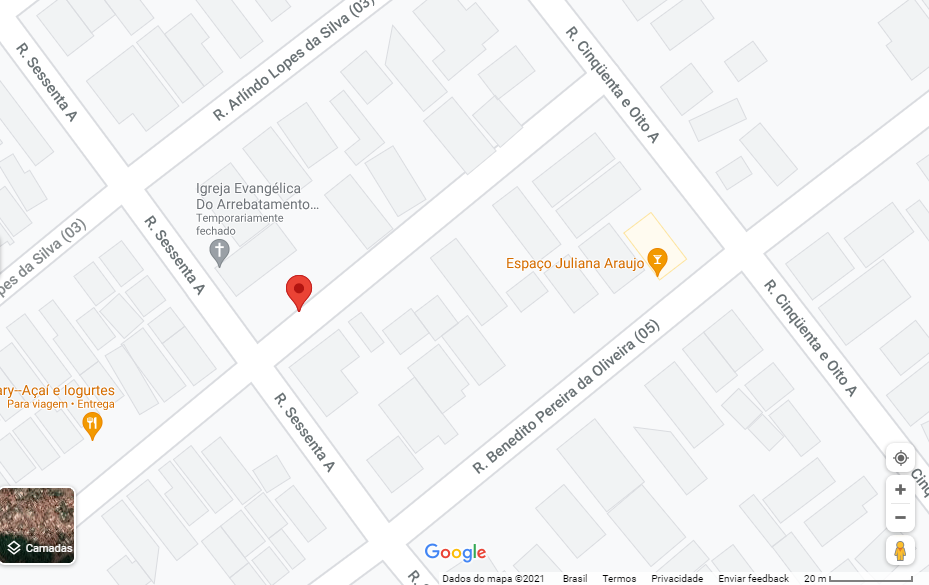 R. Arlindo Lopes da Silva (03)
R. Sessenta A
R. Cinqüenta e Oito A
Igreja Evangélica
Do Arrebatamento...
Temporariamente
fechado
R. Sessenta A
pes da Silva (03)
Espaço Juliana Araujo
R. Cinqüenta e Oito A
R. Benedito Pereira da Oliveira (05)
ary–Açaí e Iogurtes
Para viagem • Entrega
R. Sessenta A
Camadas
Google
Dados do mapa ©2021 Brasil Termos Privacidade Enviar feedback 20 m